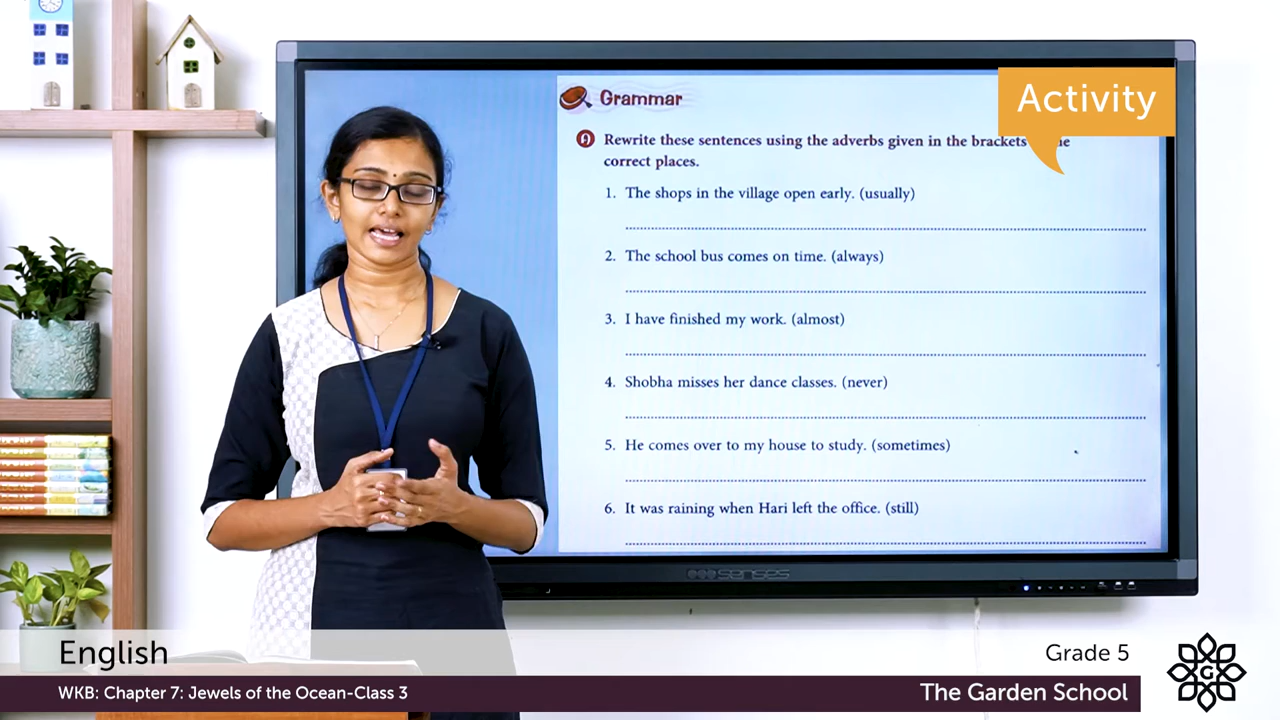 Activity
Grammar
D Rewrite these sentences using the adverbs given in the brackets
correct places.
1. The shops in the village open early. (usually)
2. The school bus comes on time. (always)
3. I have finished my work. (almost)
4. Shobha misses her dance classes. (never)
5. He comes over to my house to study. (sometimes)
6. It was raining when Hari left the office. (still)
senses
English
Grade 5
G
WKB: Chapter 7: Jewels of the Ocean-Class 3
The Garden School